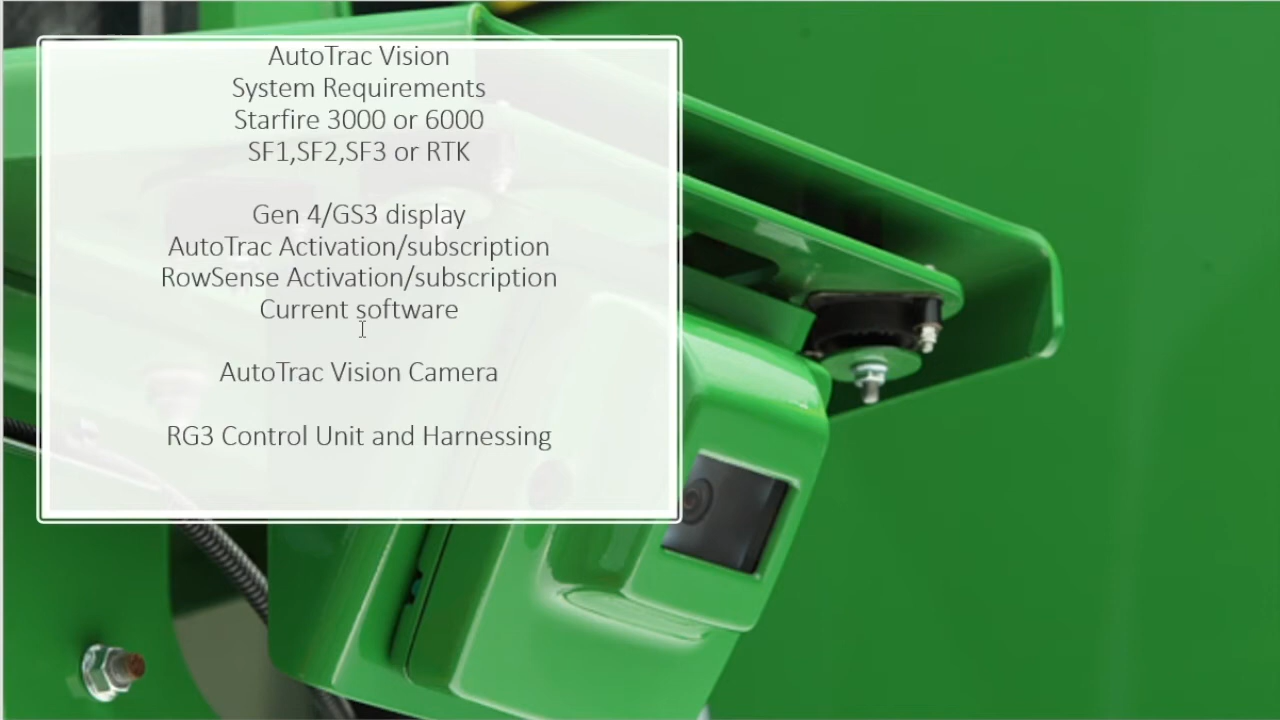 AutoTrac Vision
System Requirements
Starfire 3000 or 6000
SF1,SF2,SF3 or RTK
Gen 4/GS3 display
AutoTrac Activation/subscription
RowSense Activation/subscription
Current software
AutoTrac Vision Camera
RG3 Control Unit and Harnessing